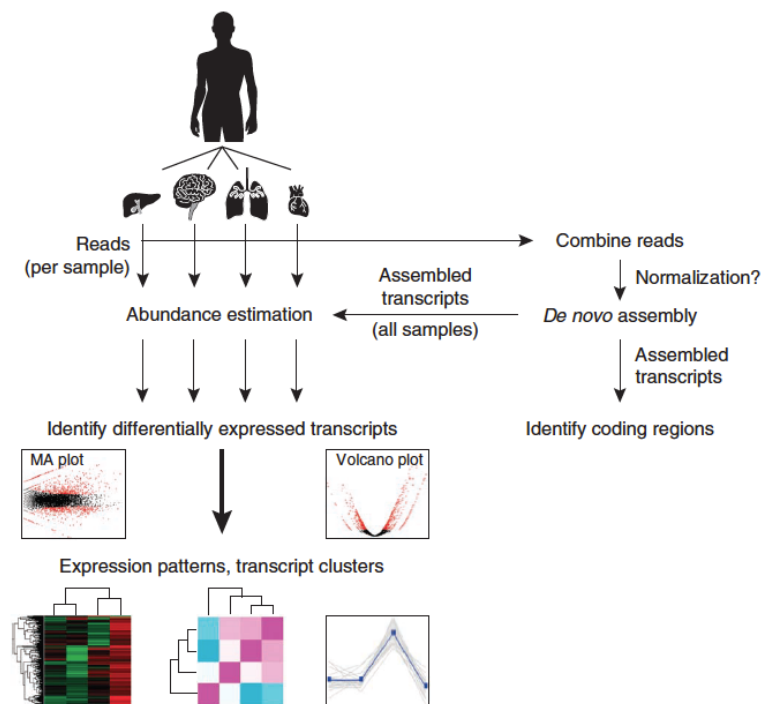 Reads
(per sample)
Combine reads
Normalization?
Assembled
transcripts
(all samples)
Abundance estimation
De novo assembly
Assembled
transcripts
Identify differentially expressed transcripts
Identify coding regions
MA plot
Volcano plot
Expression patterns, transcript clusters